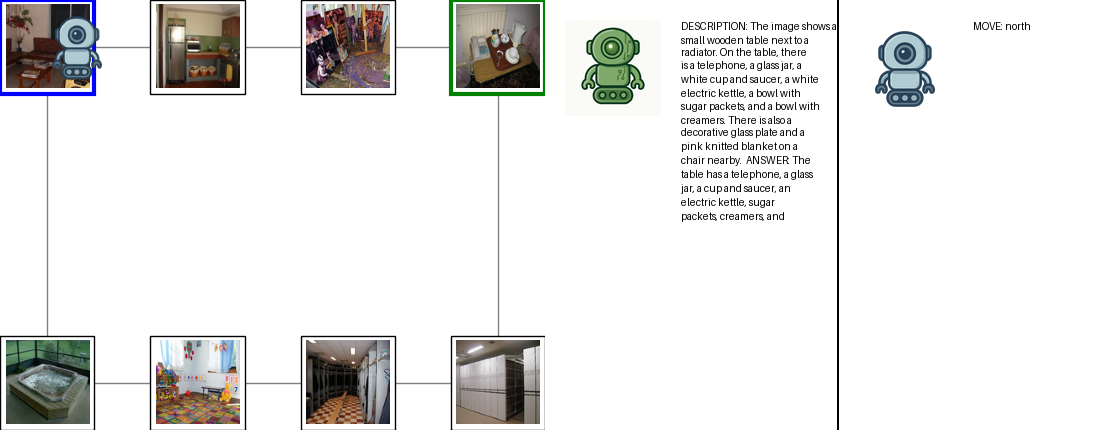 DESCRIPTION: The image shows a
small wooden table next to a
radiator. On the table, there
is a telephone, a glass jar, a
white cup and saucer, a white
electric kettle, a bowl with
sugar packets, and a bowl with
creamers. There is also a
decorative glass plate and a
pink knitted blanket on a
chair nearby.  ANSWER: The
table has a telephone, a glass
jar, a cup and saucer, an
electric kettle, sugar
packets, creamers, and
MOVE: north